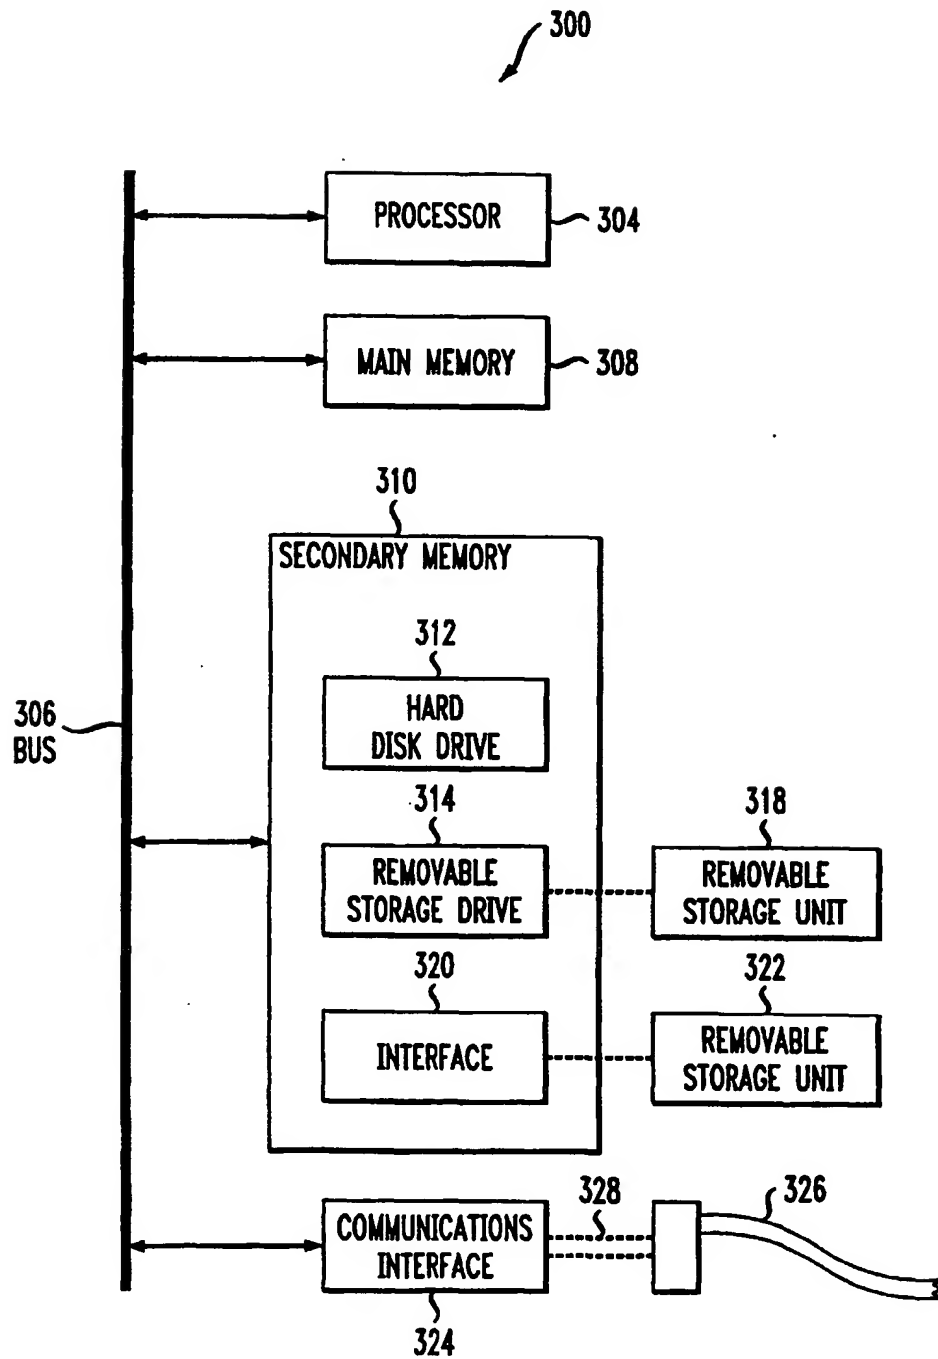 300
PROCESSOR
304
MAIN MEMORY
308
310
SECONDARY MEMORY
312
HARD
DISK DRIVE
306
BUS
314
REMOVABLE
STORAGE DRIVE
318
REMOVABLE
STORAGE UNIT
320
INTERFACE
322
REMOVABLE
STORAGE UNIT
COMMUNICATIONS
INTERFACE
324
328
326